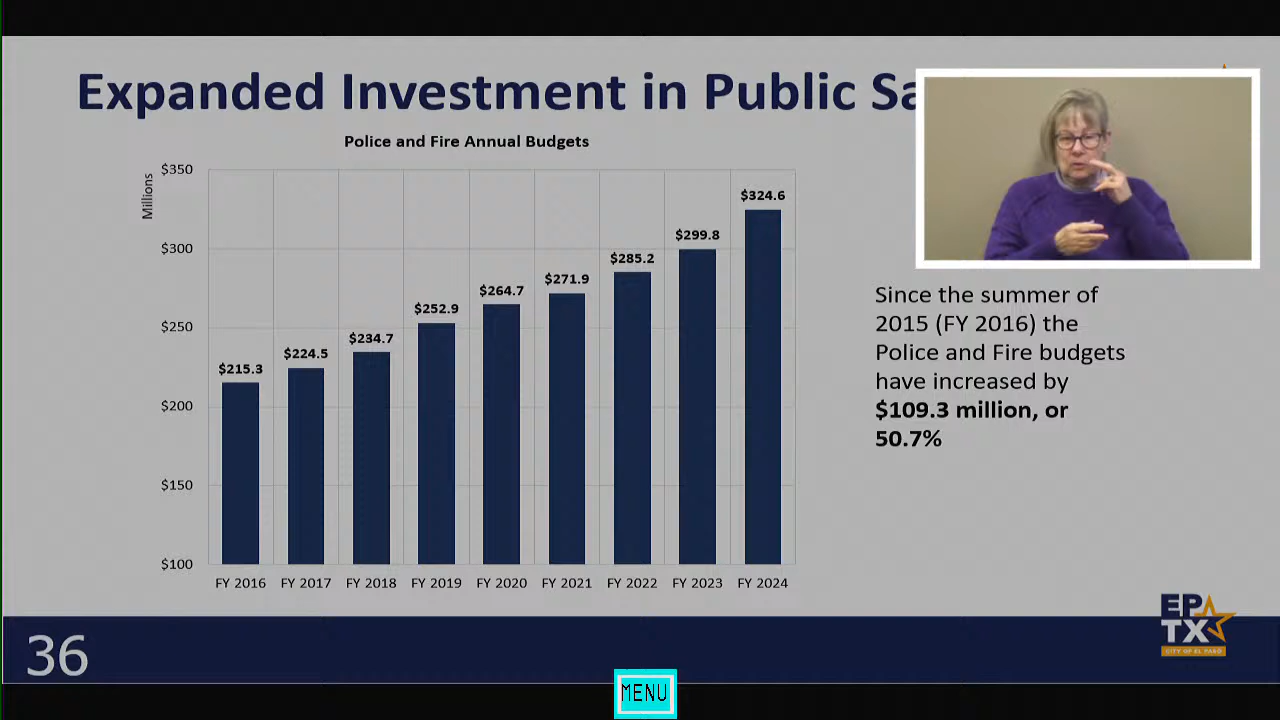 Expanded Investment in Public
Police and Fire Annual Budgets
Millions
$350
$300
$250
$200
$150
$100
$215.3
$224.5
$234.7
$252.9
$264.7
$271.9
$285.2
$299.8
$324.6
FY 2016
FY 2017
FY 2018
FY 2019
FY 2020
FY 2021
FY 2022
FY 2023
FY 2024
Since the summer of
2015 (FY 2016) the
Police and Fire budgets
have increased by
$109.3 million, or
50.7%
EP
TX
CITY OF EL PASO
36
MENU